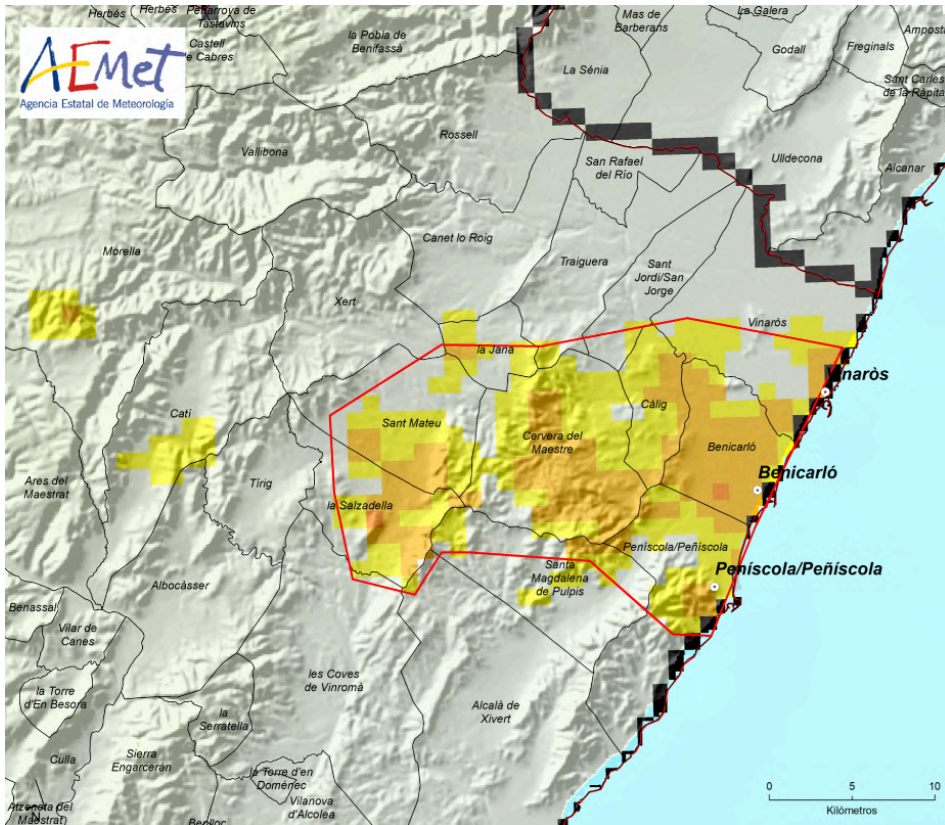 Herbés
Herbés
Peñarroya de
Tastavins
la Pobla de
Benifassà
Mas de
Barberans
La Galera
Godall
Freginals
Amposta
AEMet
Agencia Estatal de Meteorología
Castell
de Cabres
La Sénia
Sant Carles
de la Ràpita
Rossell
Vallibona
San Rafael
del Río
Ulldecona
Alcanar
Morella
Canet lo Roig
Traiguera
Sant
Jordi/San
Jorge
Xert
Vinaròs
la Jana
Vinaròs
Catí
Sant Mateu
Càlig
Cervera del
Maestre
Benicarló
Ares del
Maestrat
Tírig
la Salzadella
Benicarló
Peníscola/Peñíscola
Santa
Magdalena
de Pulpis
Peníscola/Peñíscola
Albocàsser
Benassal
Vilar de
Canes
les Coves
de Vinromà
la Torre
d'En Besora
la
Serratella
Alcalà de
Xivert
Culla
Sierra
Engarcerán
la Torre d'en
Doménec
Vilanova
d'Alcolea
Atzeneta del
Maestrat
Benlloc
0 5 10
Kilómetros